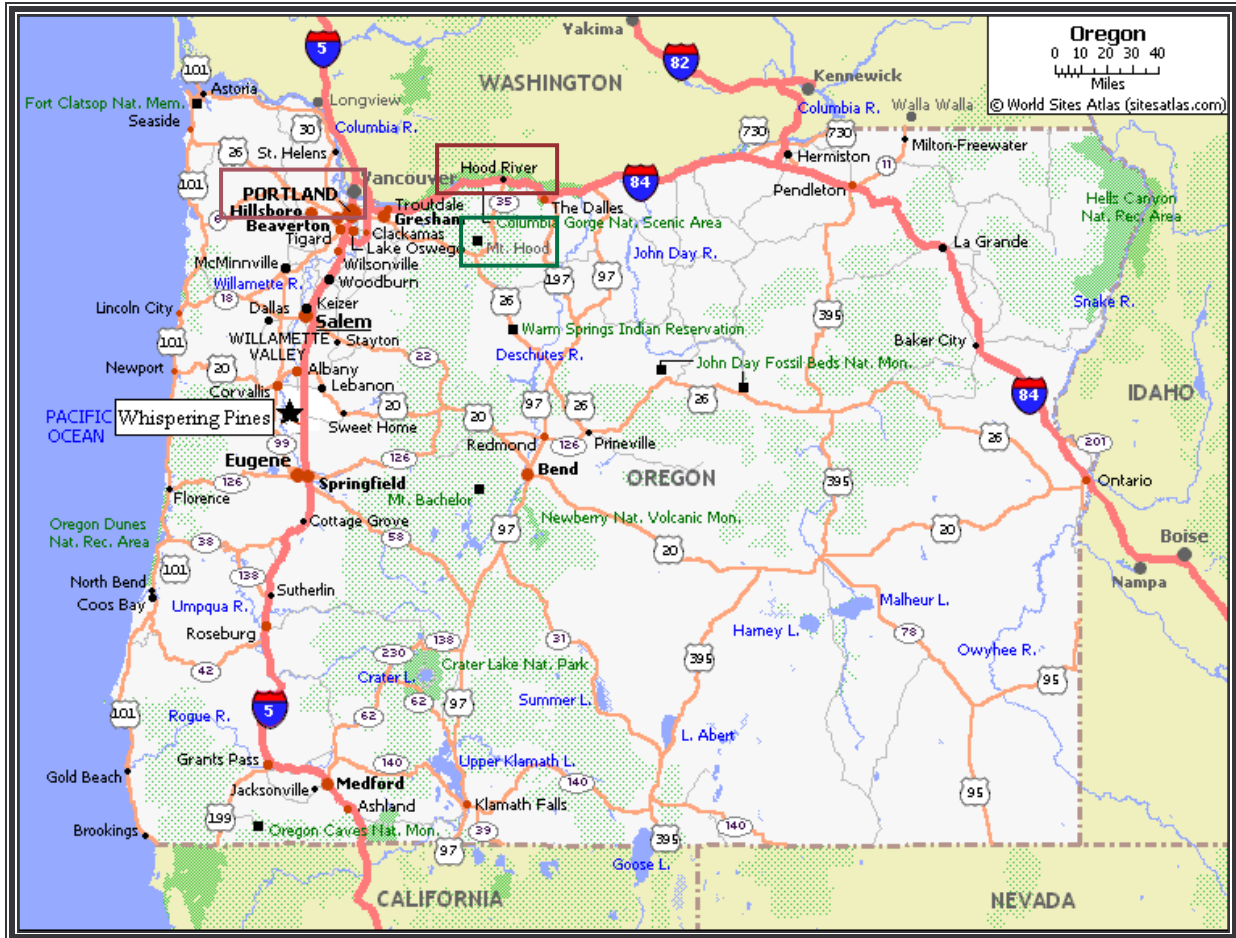 Oregon
0 10 20 30 40
Miles
© World Sites Atlas (sitesatlas.com)
Yakima
5
82
WASHINGTON
Kennewick
101
Astoria
Longview
Columbia R.
Walla Walla
Fort Clatsop Nat. Mem.
Seaside
30
Columbia R.
730
730
26
St. Helens
Hood River
Hermiston
Milton-Freewater
11
101
Vancouver
84
Pendleton
PORTLAND
Troutdale
35
The Dalles
Hells Canyon
Nat. Rec. Area
Hillsboro
Gresham
6
Beaverton
Clackamas
Columbia Gorge Nat. Scenic Area
Tigard
Lake Oswego
Mt. Hood
John Day R.
La Grande
McMinnville
Wilsonville
Willamette R.
Woodburn
197
97
18
26
Snake R.
Lincoln City
Dallas
Keizer
Salem
395
101
Warm Springs Indian Reservation
WILLAMETTE
VALLEY
Stayton
22
Deschutes R.
Baker City
Newport
20
Albany
John Day Fossil Beds Nat. Mon.
Corvallis
Lebanon
IDAHO
84
PACIFIC
OCEAN
Whispering Pines
20
20
97
26
26
Sweet Home
99
Redmond
126
Prineville
26
201
Eugene
126
Bend
OREGON
126
Springfield
395
Ontario
Florence
Mt. Bachelor
Oregon Dunes
Nat. Rec. Area
Cottage Grove
97
Newberry Nat. Volcanic Mon.
38
58
20
20
Boise
101
138
Nampa
North Bend
Coos Bay
Umpqua R.
Sutherlin
Malheur L.
Roseburg
138
31
Harney L.
78
230
Owyhee R.
42
Crater L.
Crater Lake Nat. Park
395
95
62
97
Summer L.
101
Rogue R.
5
62
L. Abert
Grants Pass
140
Upper Klamath L.
Gold Beach
Medford
140
Jacksonville
Ashland
Klamath Falls
95
199
Brookings
Oregon Caves Nat. Mon.
39
140
97
395
Goose L.
CALIFORNIA
NEVADA